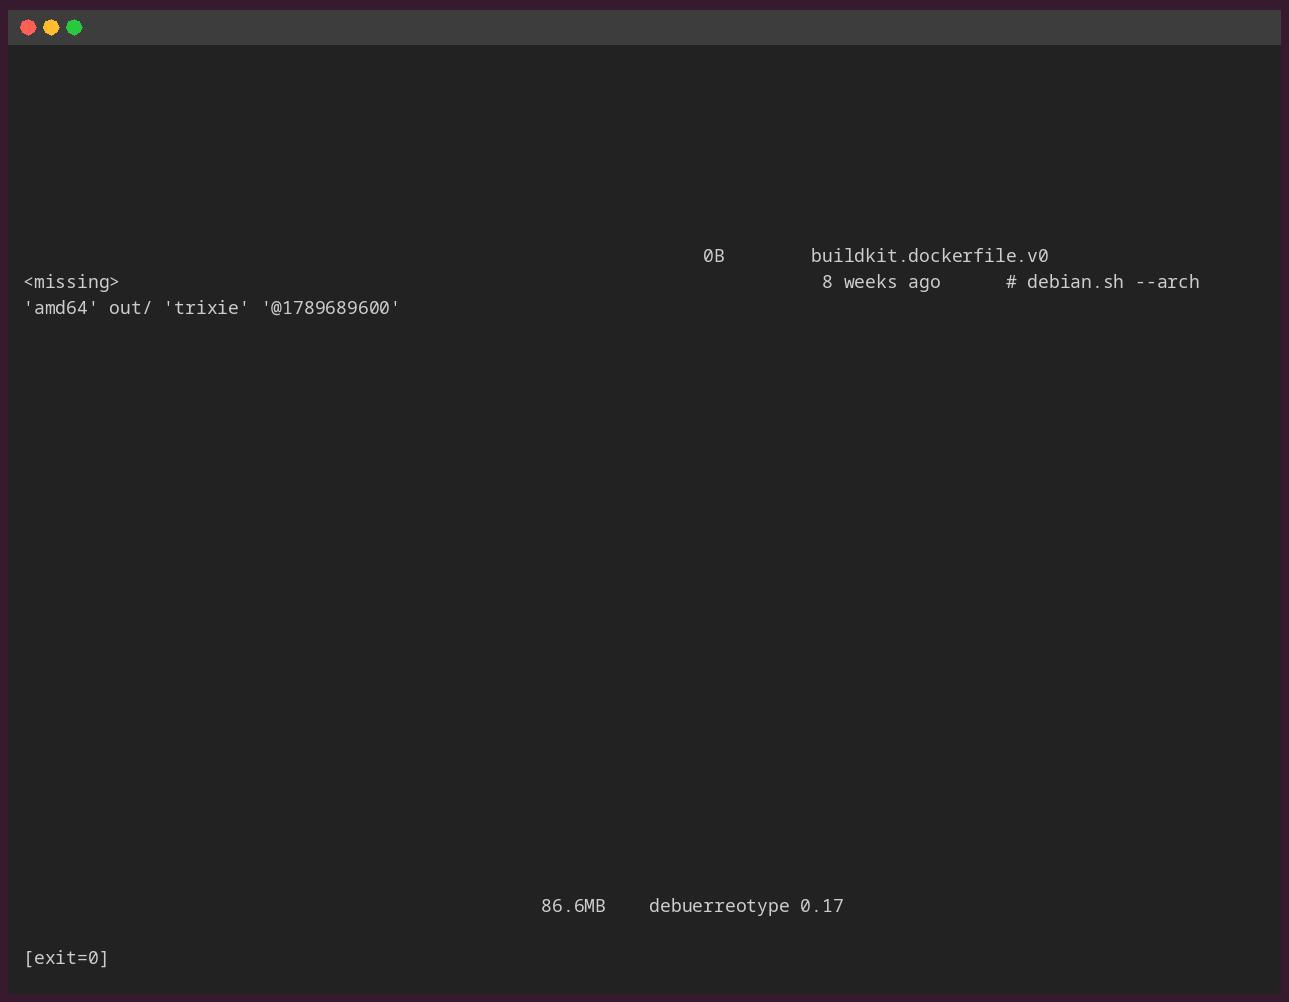 0B buildkit.dockerfile.v0
<missing> 8 weeks ago # debian.sh --arch
'amd64' out/ 'trixie' '@1789689600'
86.6MB debuerreotype 0.17
[exit=0]